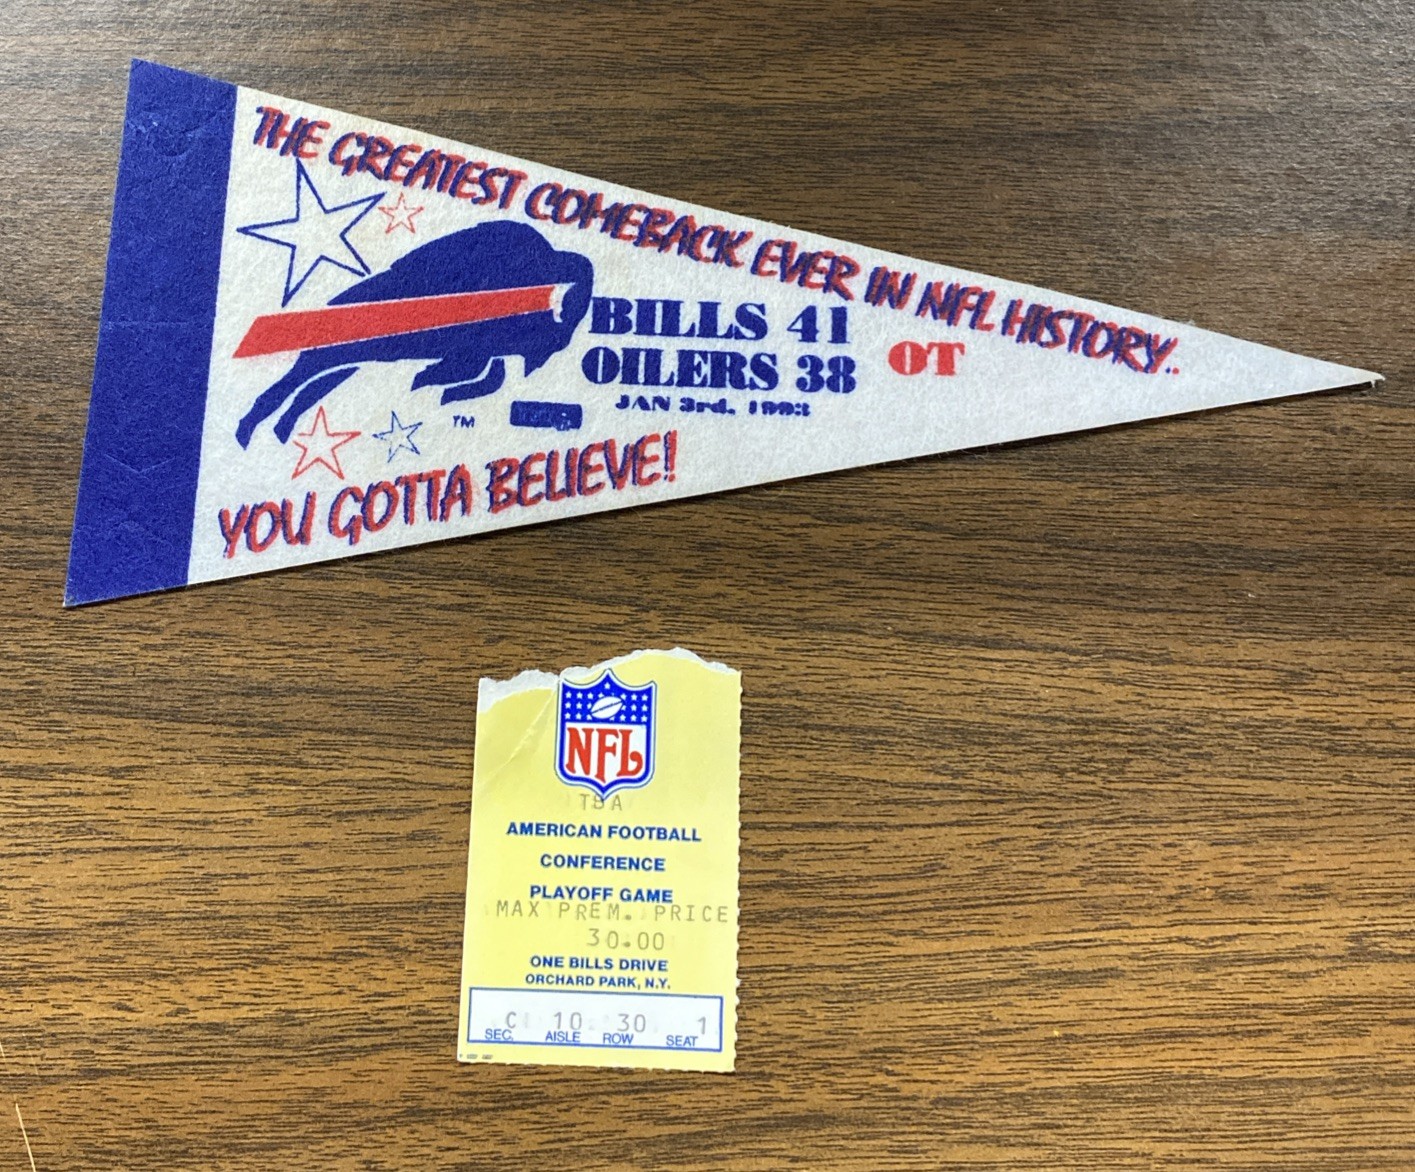 THE GREATEST COMEBACK EVER IN NFL HISTORY..
BILLS 41
OILERS 38
OT
JAN 3rd. 1993
TM
YOU GOTTA BELIEVE!
NFL
TBA
AMERICAN FOOTBALL
CONFERENCE
PLAYOFF GAME
MAX PREM. PRICE
30.00
ONE BILLS DRIVE
ORCHARD PARK, N.Y.
C 10 30 1
SEC. AISLE ROW SEAT